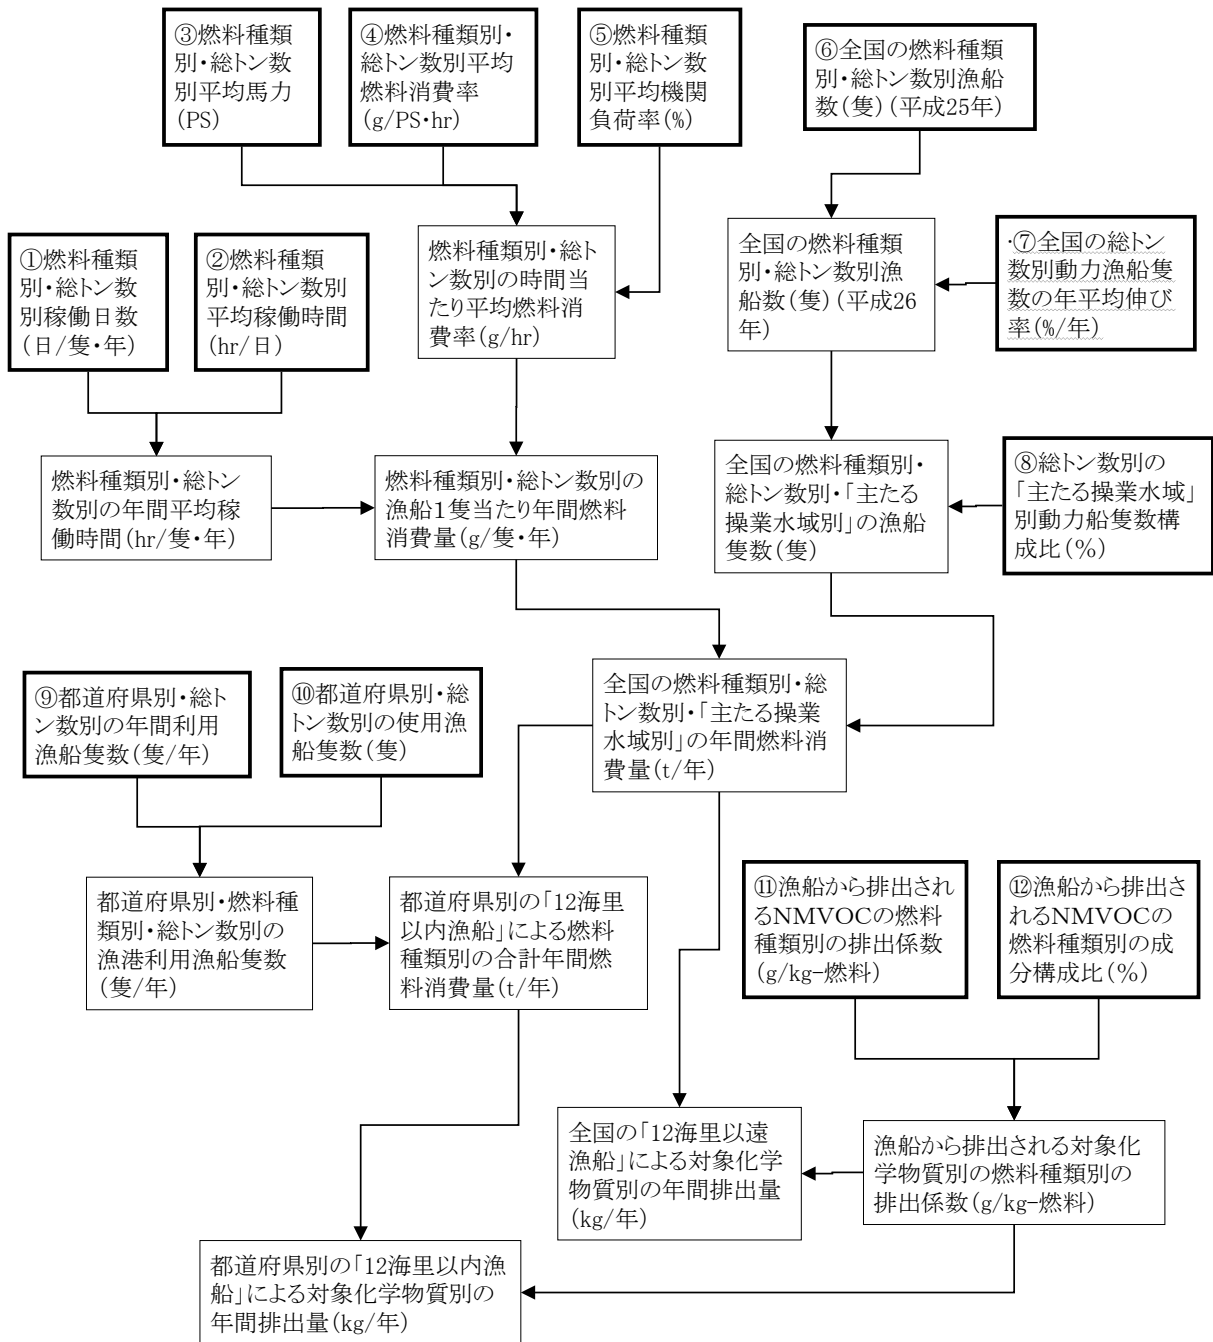 ③燃料種類
別・総トン数
別平均馬力
(PS)
④燃料種類別・
総トン数別平均
燃料消費率
(g/PS・hr)
⑤燃料種類
別・総トン数
別平均機関
負荷率(%)
⑥全国の燃料種類
別・総トン数別漁船
数(隻)(平成25年)
①燃料種類
別・総トン数
別稼働日数
(日/隻・年)
②燃料種類
別・総トン数別
平均稼働時間
(hr/日)
燃料種類別・総ト
ン数別の時間当
たり平均燃料消
費率(g/hr)
全国の燃料種類
別・総トン数別漁
船数(隻)(平成26
年)
・⑦全国の総トン
数別動力漁船隻
数の年平均伸び
率(%/年)
燃料種類別・総トン
数別の年間平均稼
働時間(hr/隻・年)
燃料種類別・総トン数別の
漁船1隻当たり年間燃料
消費量(g/隻・年)
全国の燃料種類別・
総トン数別・「主たる
操業水域別」の漁船
隻数(隻)
⑧総トン数別の
「主たる操業水域」
別動力船隻数構
成比(%)
⑨都道府県別・総ト
ン数別の年間利用
漁船隻数(隻/年)
⑩都道府県別・総
トン数別の使用漁
船隻数(隻)
全国の燃料種類別・総
トン数別・「主たる操業
水域別」の年間燃料消
費量(t/年)
都道府県別・燃料種
類別・総トン数別の
漁港利用漁船隻数
(隻/年)
都道府県別の「12海里
以内漁船」による燃料
種類別の合計年間燃
料消費量(t/年)
⑪漁船から排出され
るNMVOCの燃料
種類別の排出係数
(g/kg-燃料)
⑫漁船から排出さ
れるNMVOCの
燃料種類別の成
分構成比(%)
全国の「12海里以遠
漁船」による対象化学
物質別の年間排出量
(kg/年)
漁船から排出される対象化
学物質別の燃料種類別の
排出係数(g/kg-燃料)
都道府県別の「12海里以内漁
船」による対象化学物質別の
年間排出量(kg/年)